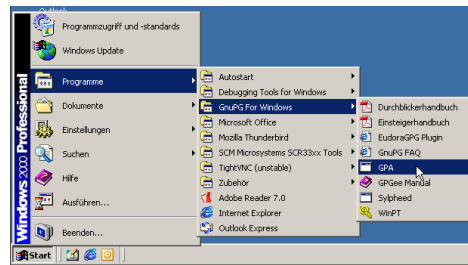 Outlook
Programmzugriff und -standards
Windows Update
Programme
Dokumente
Einstellungen
Suchen
Hilfe
Ausführen...
Beenden...
Windows 2000 Professional
Autostart
Debugging Tools for Windows
GnuPG For Windows
Microsoft Office
Mozilla Thunderbird
SCM Microsystems SCR33xx Tools
TightVNC (unstable)
Zubehör
Adobe Reader 7.0
Internet Explorer
Outlook Express
Durchblickerhandbuch
Einsteigerhandbuch
EudoraGPG Plugin
GnuPG FAQ
GPA
GPGee Manual
Sylpheed
WinPT
Start